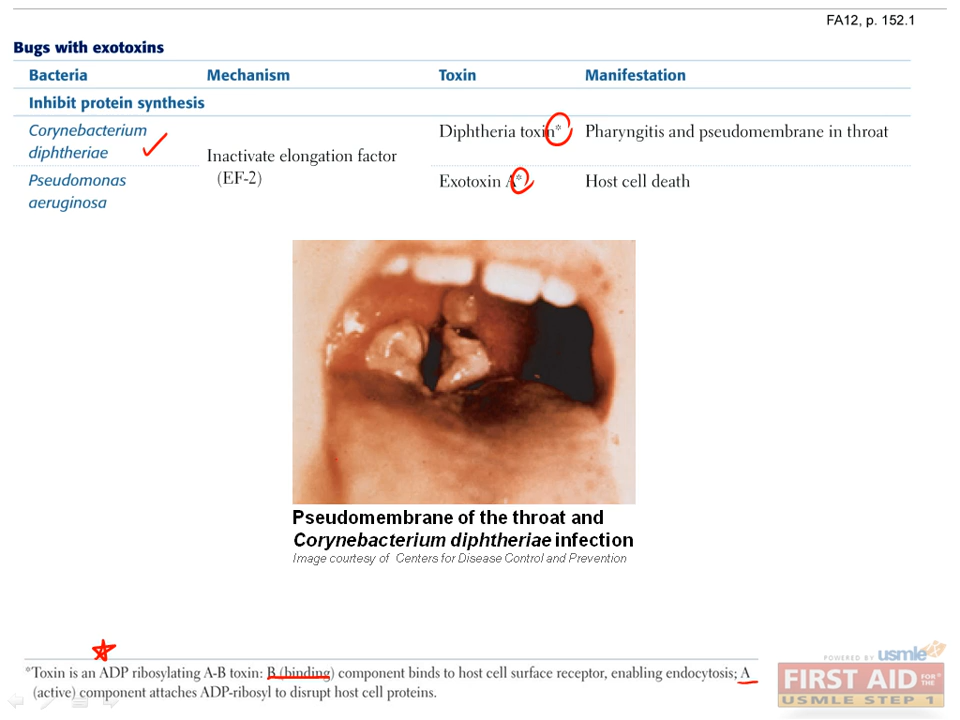 FA12, p. 152.1
Bugs with exotoxins
Bacteria Mechanism Toxin Manifestation
Inhibit protein synthesis
Corynebacterium diphtheriae
Inactivate elongation factor (EF-2)
Diphtheria toxin* Pharyngitis and pseudomembrane in throat
Pseudomonas aeruginosa
Exotoxin A* Host cell death
Pseudomembrane of the throat and
Corynebacterium diphtheriae infection
Image courtesy of Centers for Disease Control and Prevention
*Toxin is an ADP ribosylating A-B toxin: B (binding) component binds to host cell surface receptor, enabling endocytosis; A
(active) component attaches ADP-ribosyl to disrupt host cell proteins.
POWERED BY usmle
FIRST AID FOR THE®
USMLE STEP 1